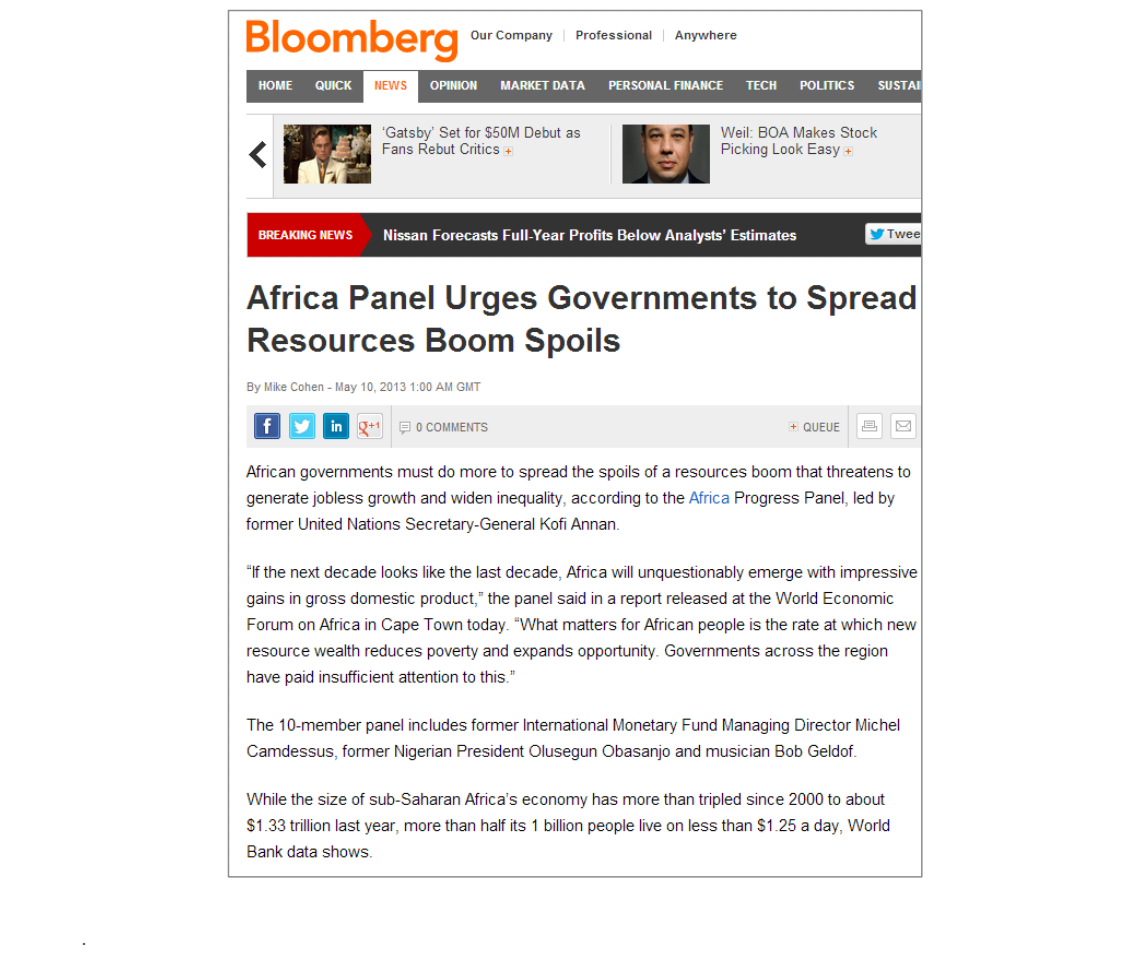 Bloomberg Our Company Professional Anywhere
HOME QUICK NEWS OPINION MARKET DATA PERSONAL FINANCE TECH POLITICS SUSTAI
‘Gatsby’ Set for $50M Debut as
Fans Rebut Critics +
Weil: BOA Makes Stock
Picking Look Easy +
BREAKING NEWS Nissan Forecasts Full-Year Profits Below Analysts’ Estimates Twee
Africa Panel Urges Governments to Spread
Resources Boom Spoils
By Mike Cohen - May 10, 2013 1:00 AM GMT
f in g+1 0 COMMENTS + QUEUE
African governments must do more to spread the spoils of a resources boom that threatens to
generate jobless growth and widen inequality, according to the Africa Progress Panel, led by
former United Nations Secretary-General Kofi Annan.
“If the next decade looks like the last decade, Africa will unquestionably emerge with impressive
gains in gross domestic product,” the panel said in a report released at the World Economic
Forum on Africa in Cape Town today. “What matters for African people is the rate at which new
resource wealth reduces poverty and expands opportunity. Governments across the region
have paid insufficient attention to this.”
The 10-member panel includes former International Monetary Fund Managing Director Michel
Camdessus, former Nigerian President Olusegun Obasanjo and musician Bob Geldof.
While the size of sub-Saharan Africa’s economy has more than tripled since 2000 to about
$1.33 trillion last year, more than half its 1 billion people live on less than $1.25 a day, World
Bank data shows.
.